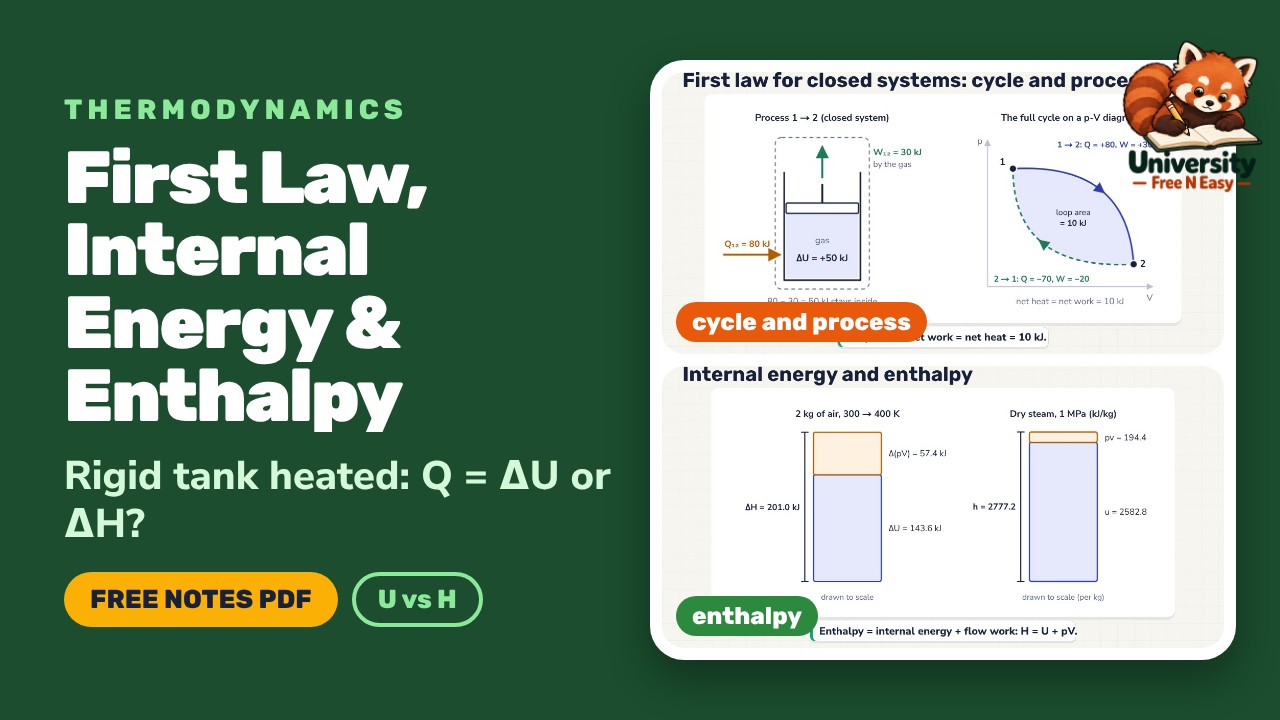 THERMODYNAMICS
First Law,
Internal
Energy &
Enthalpy
Rigid tank heated: Q = ΔU or
ΔH?
FREE NOTES PDF
U vs H
First law for closed systems: cycle and
Process 1 → 2 (closed system)
W₁₂ = 30 kJ
by the gas
Q₁₂ = 80 kJ
gas
ΔU = +50 kJ
80 − 30 = 50 kJ stays inside
The full cycle on a p-V
p
1 → 2: Q = +80, W =
1
loop area
= 10 kJ
2
2 → 1: Q = −70, W = −20
V
net heat = net work = 10 kJ
cycle and process
work = net heat = 10 kJ.
University
— Free N Easy —
Internal energy and enthalpy
2 kg of air, 300 → 400 K
Δ(pV) = 57.4 kJ
ΔH = 201.0 kJ
ΔU = 143.6 kJ
drawn to scale
Dry steam, 1 MPa (kJ/kg)
pv = 194.4
h = 2777.2
u = 2582.8
drawn to scale (per kg)
enthalpy
Enthalpy = internal energy + flow work: H = U + pV.